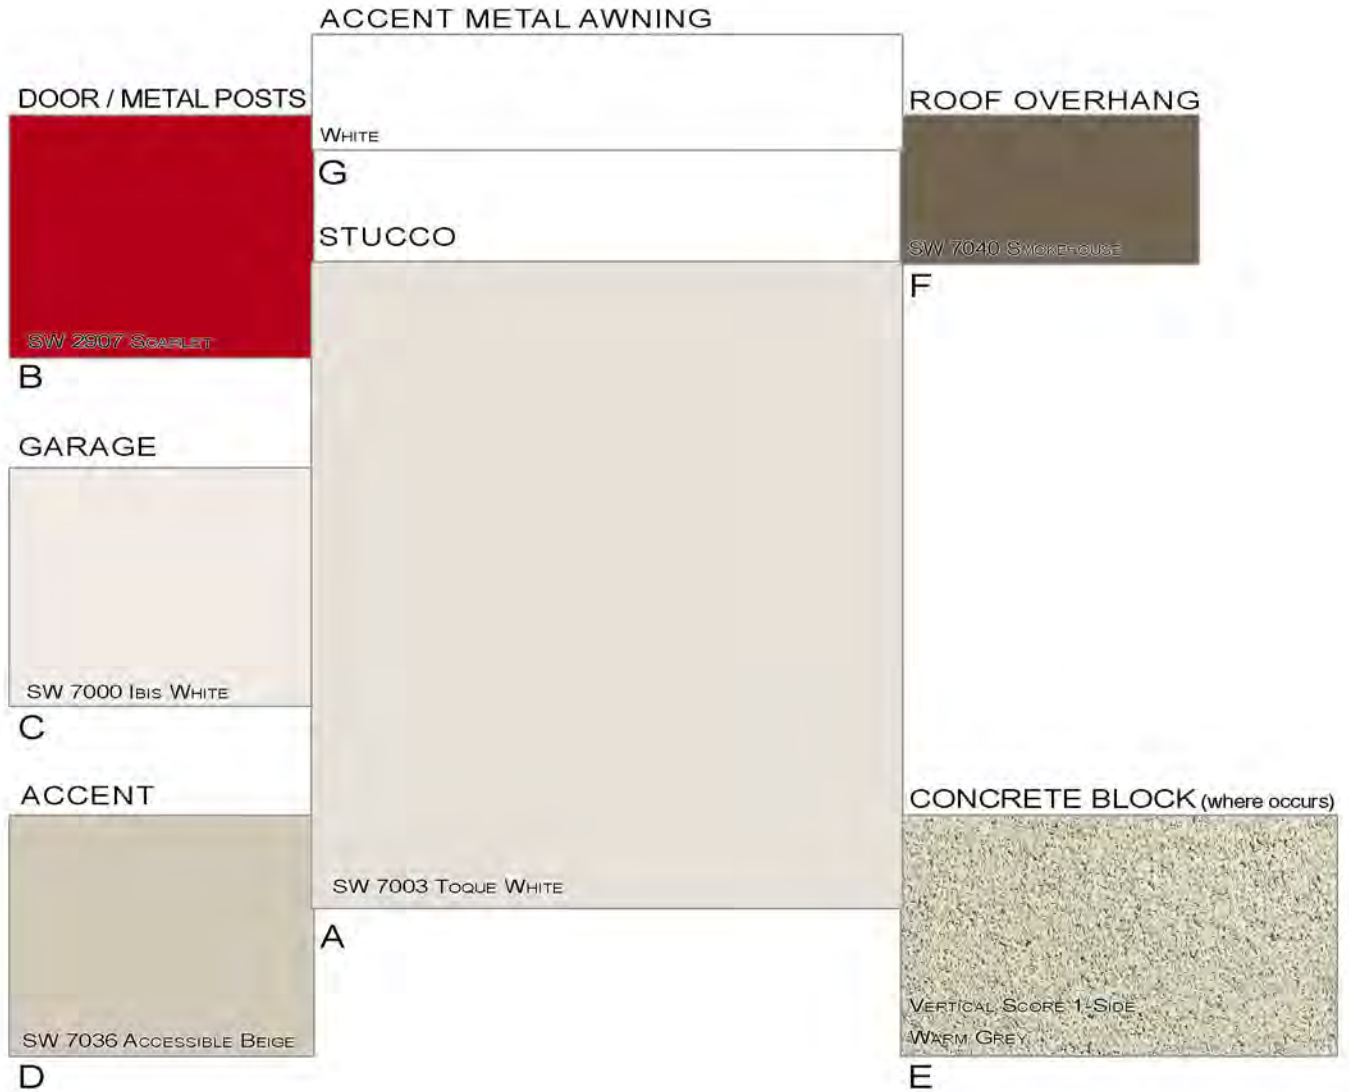 ACCENT METAL AWNING
WHITE
G
DOOR / METAL POSTS
SW 2907 SCARLET
B
ROOF OVERHANG
SW 7040 SMOKEHOUSE
F
STUCCO
SW 7003 TOQUE WHITE
A
GARAGE
SW 7000 IBIS WHITE
C
ACCENT
SW 7036 ACCESSIBLE BEIGE
D
CONCRETE BLOCK (where occurs)
VERTICAL SCORE 1-SIDE
WARM GREY
E